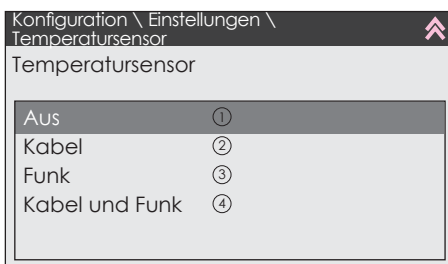 Konfiguration \ Einstellungen \
Temperatursensor
Temperatursensor
Aus ①
Kabel ②
Funk ③
Kabel und Funk ④